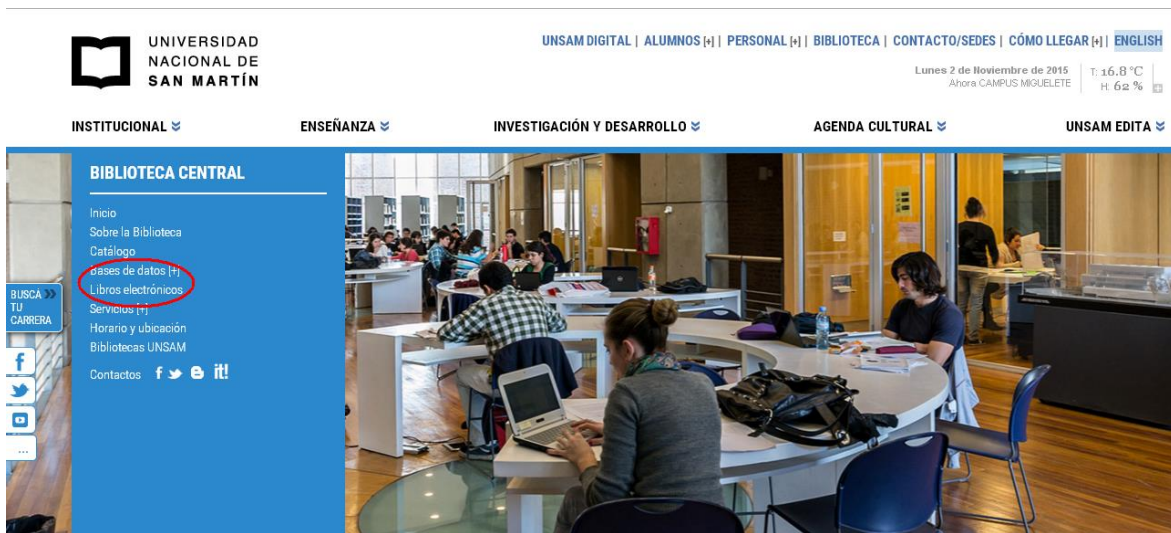 UNIVERSIDAD
NACIONAL DE
SAN MARTÍN
UNSAM DIGITAL | ALUMNOS [+] | PERSONAL [+] | BIBLIOTECA | CONTACTO/SEDES | CÓMO LLEGAR [+] | ENGLISH
Lunes 2 de Noviembre de 2015
Ahora CAMPUS MIGUELETE
T: 16.8 °C
H: 62 %
INSTITUCIONAL
ENSEÑANZA
INVESTIGACIÓN Y DESARROLLO
AGENDA CULTURAL
UNSAM EDITA
BIBLIOTECA CENTRAL
Inicio
Sobre la Biblioteca
Catálogo
Bases de datos [+]
Libros electrónicos
Servicios [+]
Horario y ubicación
Bibliotecas UNSAM
Contactos f it!
BUSCÁ
TU
CARRERA
f
...